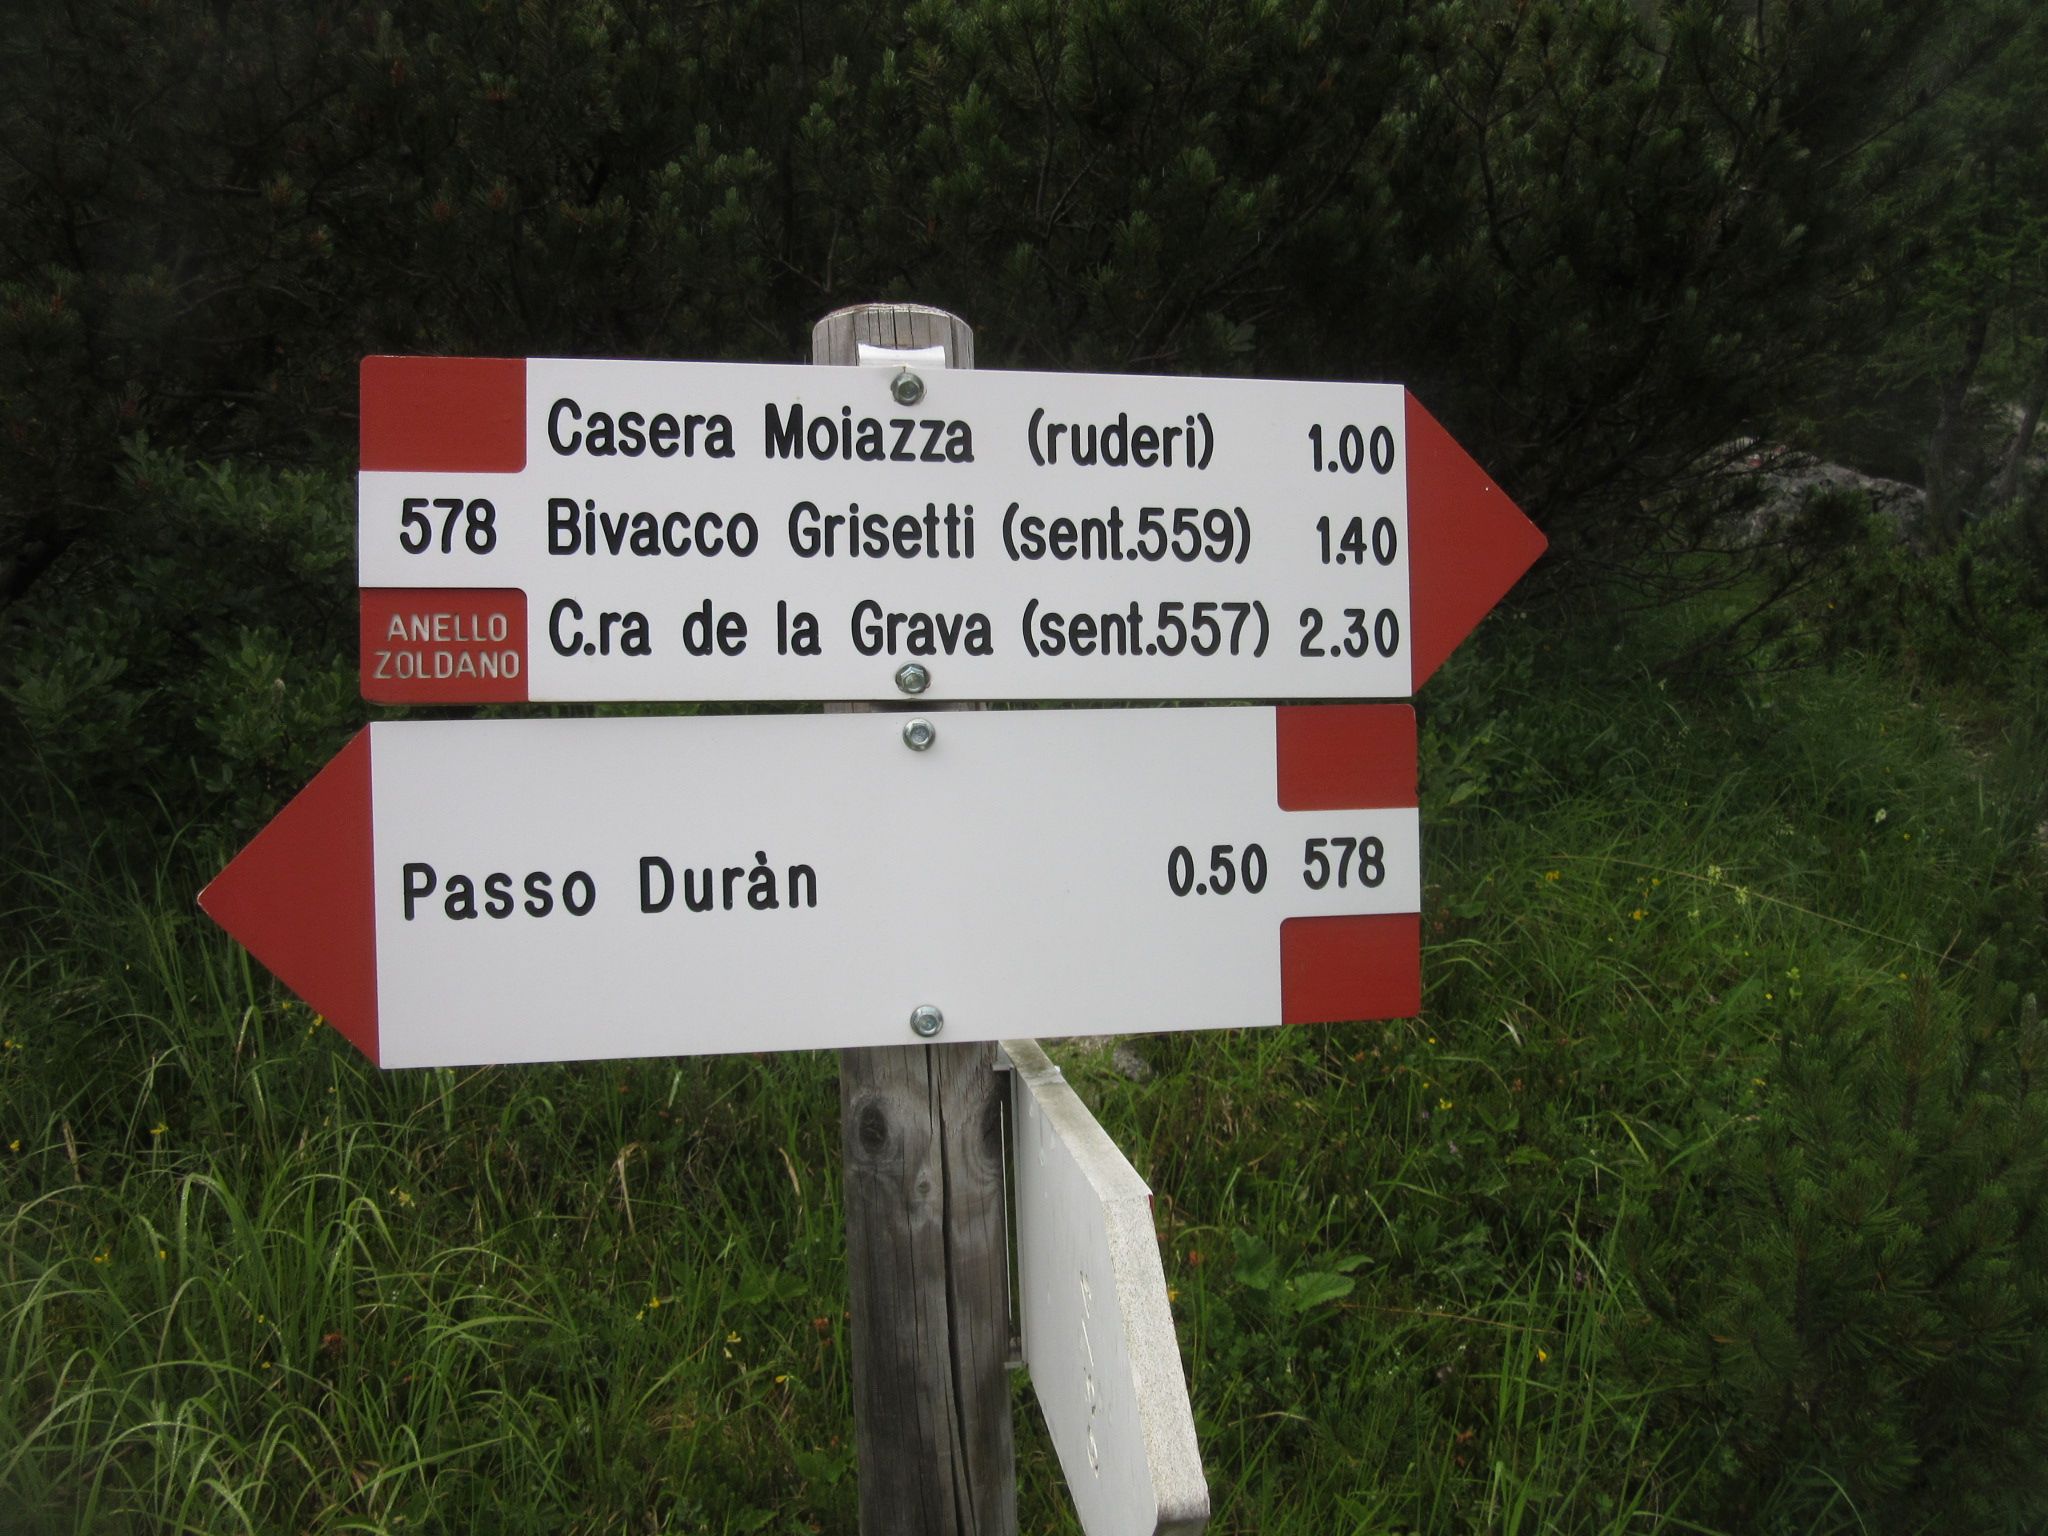 Casera Moiazza (ruderi) 1.00
578 Bivacco Grisetti (sent.559) 1.40
ANELLO
ZOLDANO
C.ra de la Grava (sent.557) 2.30
Passo Duràn 0.50 578